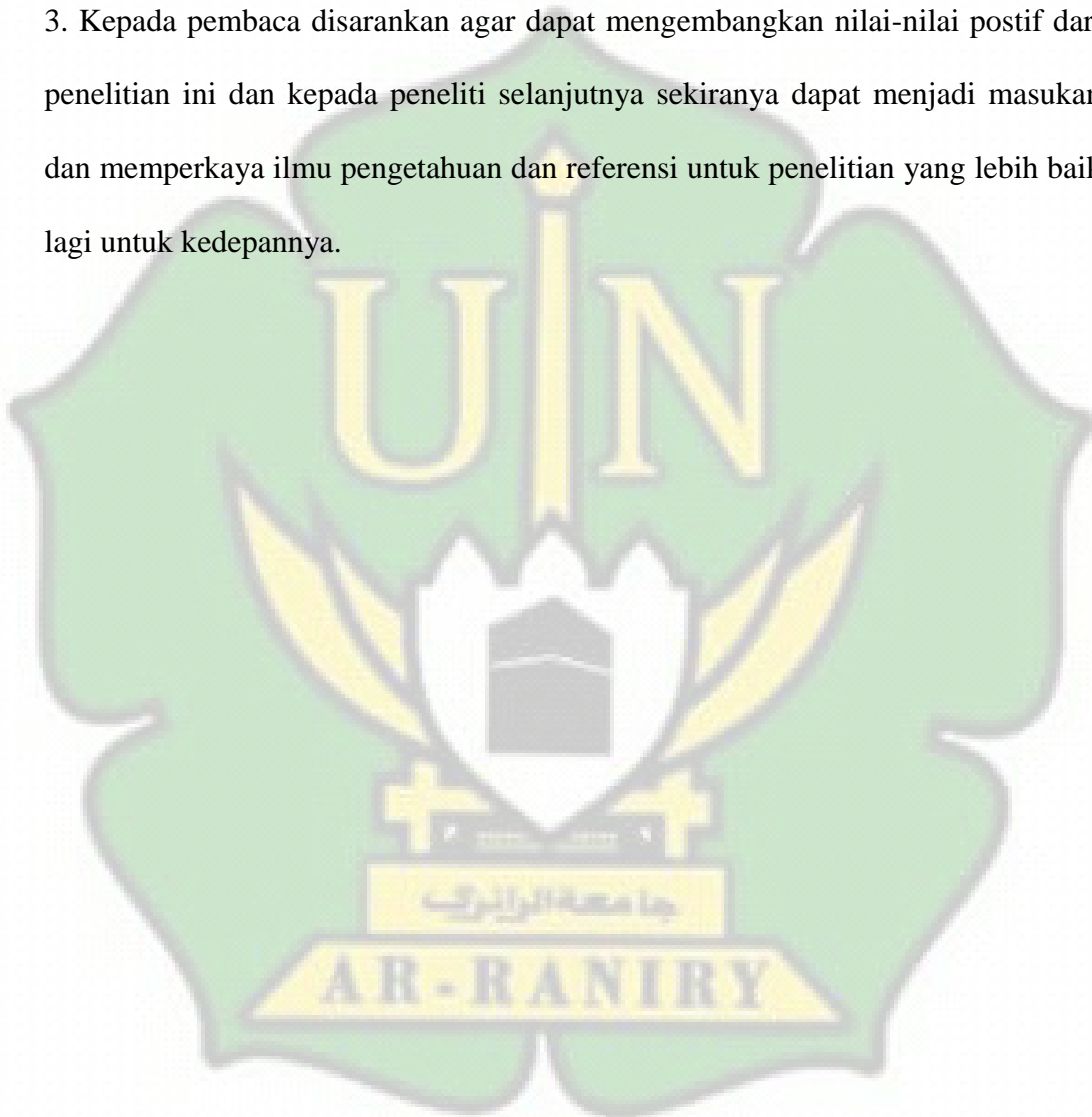 3. Kepada pembaca disarankan agar dapat mengembangkan nilai-nilai postif dari
penelitian ini dan kepada peneliti selanjutnya sekiranya dapat menjadi masukan
dan memperkaya ilmu pengetahuan dan referensi untuk penelitian yang lebih baik
lagi untuk kedepannya.
UIN
جامعة الرانري
AR-RANIRY